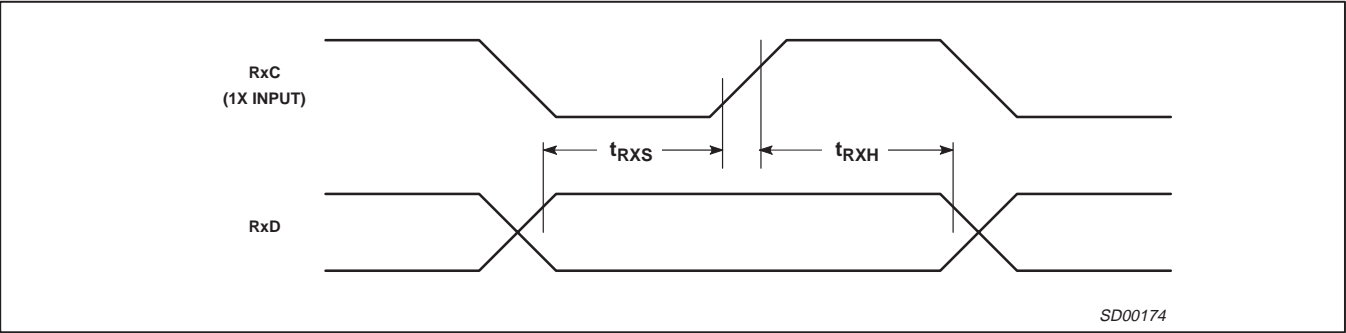 RxC
(1X INPUT)
tRXS
tRXH
RxD
SD00174